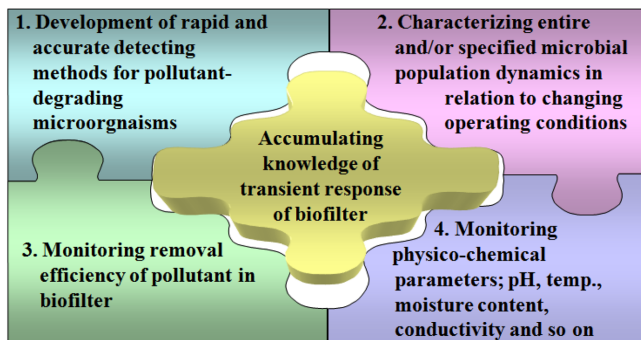 1. Development of rapid and
accurate detecting
methods for pollutant-
degrading
microorgnaisms
2. Characterizing entire
and/or specified microbial
population dynamics in
relation to changing
operating conditions
Accumulating
knowledge of
transient response
of biofilter
3. Monitoring removal
efficiency of pollutant in
biofilter
4. Monitoring
physico-chemical
parameters; pH, temp.,
moisture content,
conductivity and so on